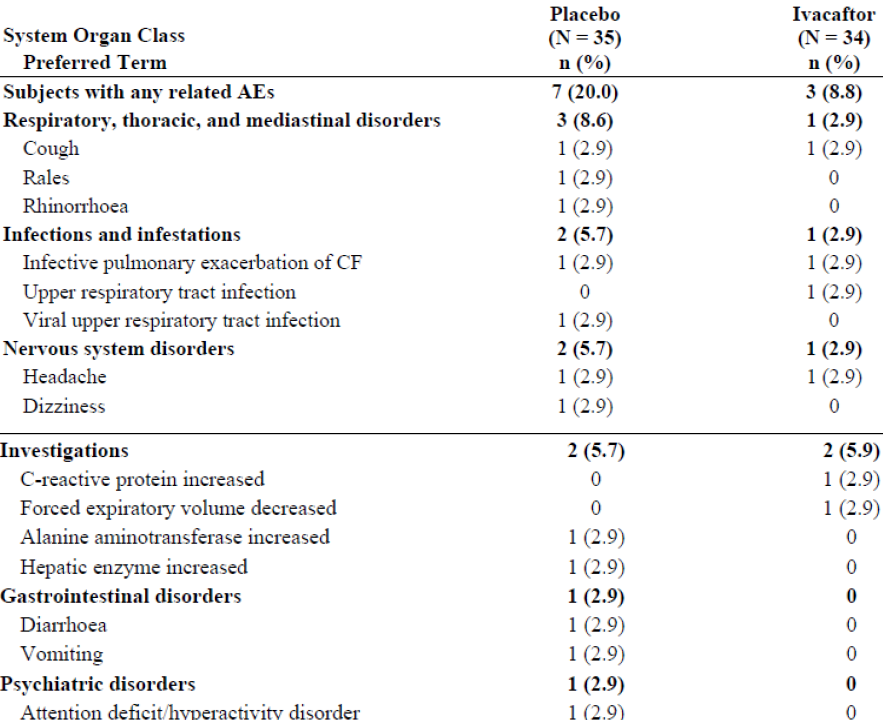 Placebo Ivacaftor
System Organ Class (N = 35) (N = 34)
Preferred Term n (%) n (%)
Subjects with any related AEs 7 (20.0) 3 (8.8)
Respiratory, thoracic, and mediastinal disorders 3 (8.6) 1 (2.9)
Cough 1 (2.9) 1 (2.9)
Rales 1 (2.9) 0
Rhinorrhoea 1 (2.9) 0
Infections and infestations 2 (5.7) 1 (2.9)
Infective pulmonary exacerbation of CF 1 (2.9) 1 (2.9)
Upper respiratory tract infection 0 1 (2.9)
Viral upper respiratory tract infection 1 (2.9) 0
Nervous system disorders 2 (5.7) 1 (2.9)
Headache 1 (2.9) 1 (2.9)
Dizziness 1 (2.9) 0
Investigations 2 (5.7) 2 (5.9)
C-reactive protein increased 0 1 (2.9)
Forced expiratory volume decreased 0 1 (2.9)
Alanine aminotransferase increased 1 (2.9) 0
Hepatic enzyme increased 1 (2.9) 0
Gastrointestinal disorders 1 (2.9) 0
Diarrhoea 1 (2.9) 0
Vomiting 1 (2.9) 0
Psychiatric disorders 1 (2.9) 0
Attention deficit/hyperactivity disorder 1 (2.9) 0